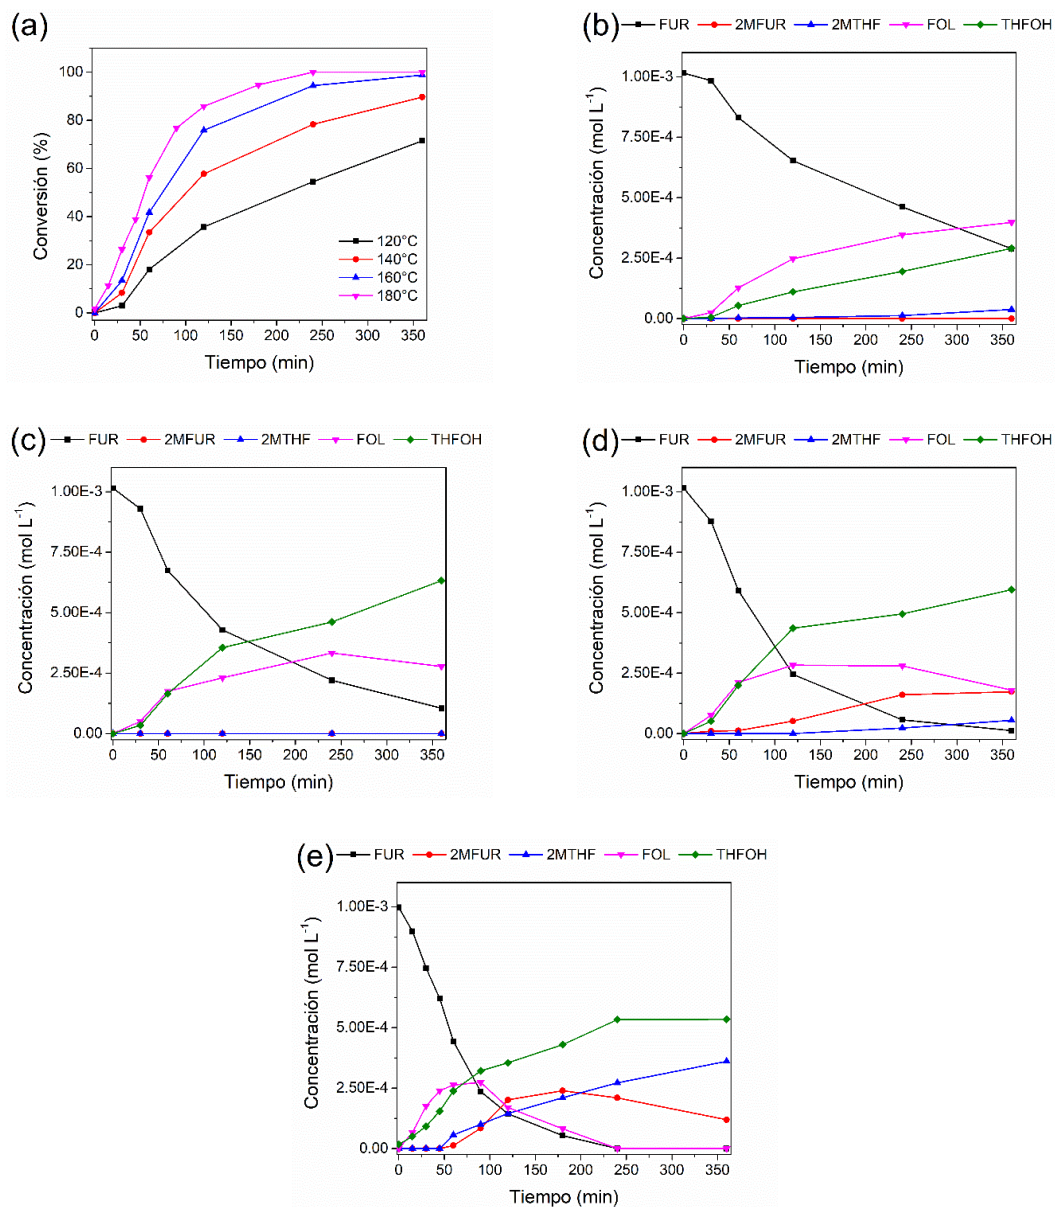 (a)
100
80
60
40
20
0
Conversión (%)
120°C
140°C
160°C
180°C
0 50 100 150 200 250 300 350
Tiempo (min)
(b)
FUR 2MFUR 2MTHF FOL THFOH
1.00E-3
7.50E-4
5.00E-4
2.50E-4
0.00
Concentración (mol L⁻¹)
0 50 100 150 200 250 300 350
Tiempo (min)
(c)
FUR 2MFUR 2MTHF FOL THFOH
1.00E-3
7.50E-4
5.00E-4
2.50E-4
0.00
Concentración (mol L⁻¹)
0 50 100 150 200 250 300 350
Tiempo (min)
(d)
FUR 2MFUR 2MTHF FOL THFOH
1.00E-3
7.50E-4
5.00E-4
2.50E-4
0.00
Concentración (mol L⁻¹)
0 50 100 150 200 250 300 350
Tiempo (min)
(e)
FUR 2MFUR 2MTHF FOL THFOH
1.00E-3
7.50E-4
5.00E-4
2.50E-4
0.00
Concentración (mol L⁻¹)
0 50 100 150 200 250 300 350
Tiempo (min)